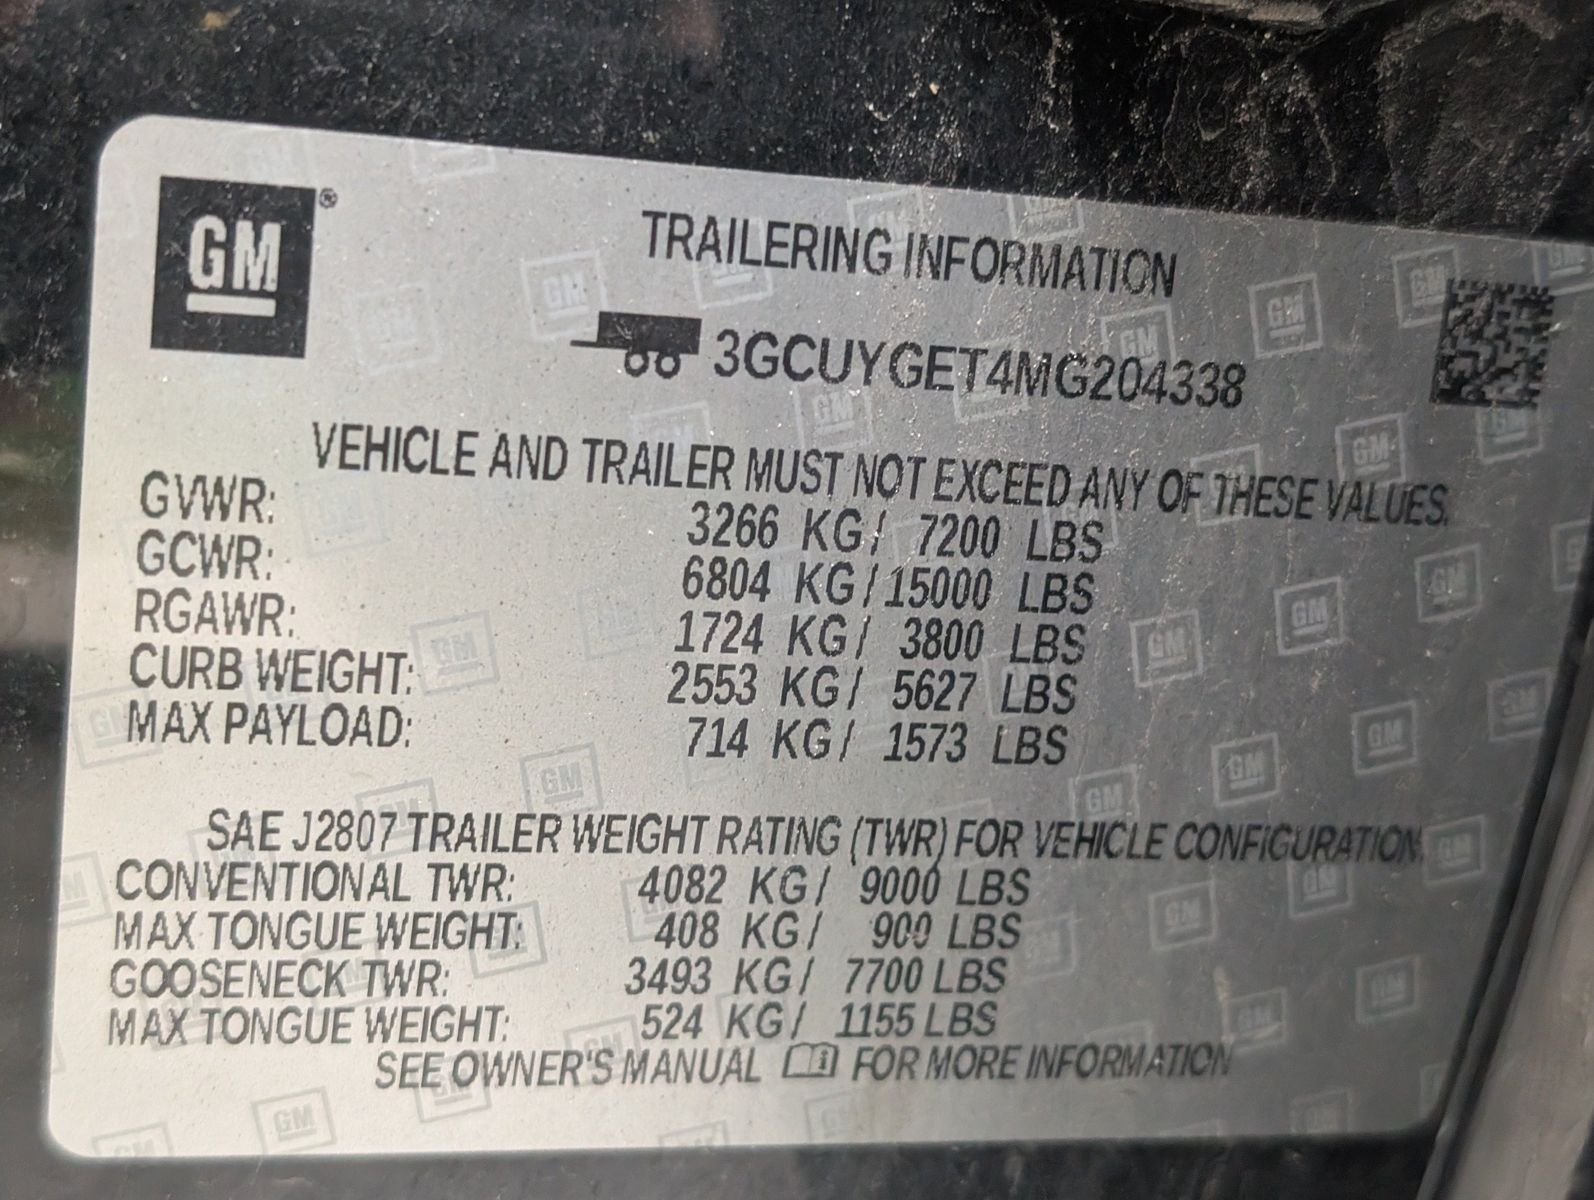 GM ®
TRAILERING INFORMATION
3GCUYGET4MG204338
VEHICLE AND TRAILER MUST NOT EXCEED ANY OF THESE VALUES.
GVWR: 3266 KG/ 7200 LBS
GCWR: 6804 KG/ 15000 LBS
RGAWR: 1724 KG/ 3800 LBS
CURB WEIGHT: 2553 KG/ 5627 LBS
MAX PAYLOAD: 714 KG/ 1573 LBS
SAE J2807 TRAILER WEIGHT RATING (TWR) FOR VEHICLE CONFIGURATION.
CONVENTIONAL TWR: 4082 KG/ 9000 LBS
MAX TONGUE WEIGHT: 408 KG/ 900 LBS
GOOSENECK TWR: 3493 KG/ 7700 LBS
MAX TONGUE WEIGHT: 524 KG/ 1155 LBS
SEE OWNER'S MANUAL i FOR MORE INFORMATION